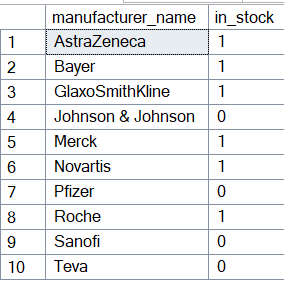 manufacturer_name in_stock
1 AstraZeneca 1
2 Bayer 1
3 GlaxoSmithKline 1
4 Johnson & Johnson 0
5 Merck 1
6 Novartis 1
7 Pfizer 0
8 Roche 1
9 Sanofi 0
10 Teva 0